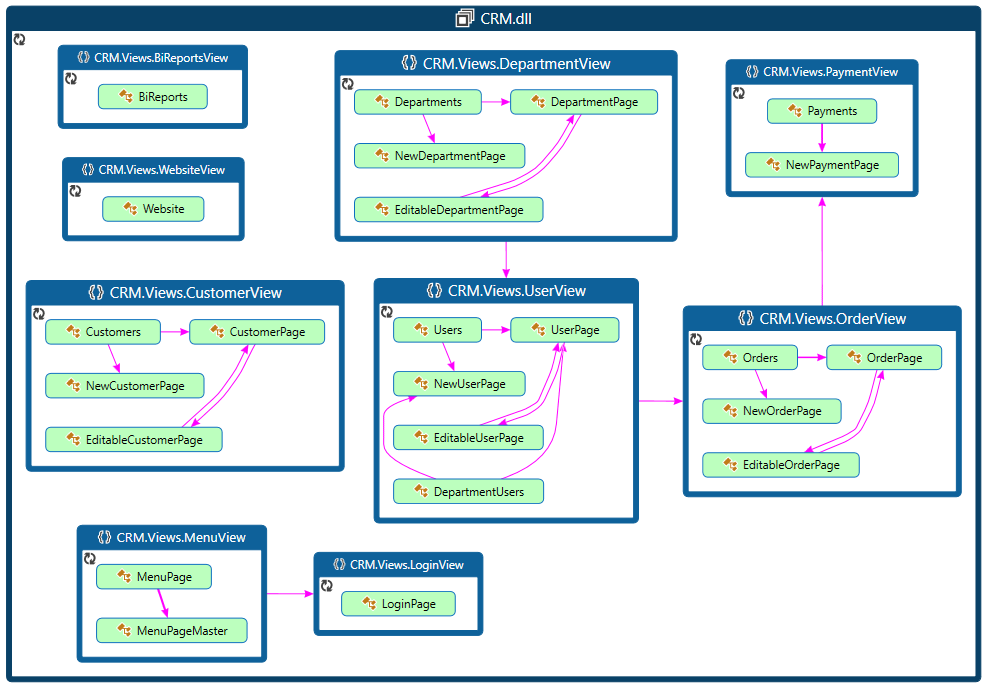 CRM.dll
CRM.Views.BiReportsView
BiReports
CRM.Views.WebsiteView
Website
CRM.Views.DepartmentView
Departments
DepartmentPage
NewDepartmentPage
EditableDepartmentPage
CRM.Views.PaymentView
Payments
NewPaymentPage
CRM.Views.CustomerView
Customers
CustomerPage
NewCustomerPage
EditableCustomerPage
CRM.Views.UserView
Users
UserPage
NewUserPage
EditableUserPage
DepartmentUsers
CRM.Views.OrderView
Orders
OrderPage
NewOrderPage
EditableOrderPage
CRM.Views.MenuView
MenuPage
MenuPageMaster
CRM.Views.LoginView
LoginPage